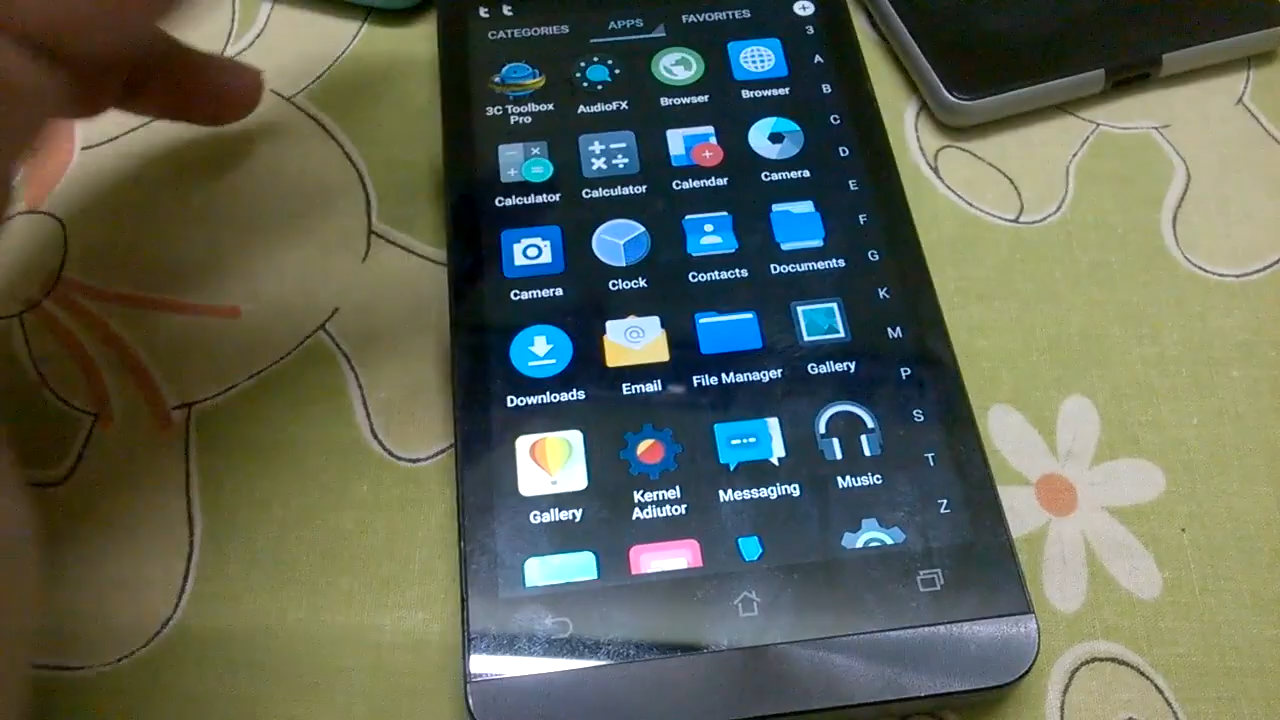 CATEGORIES APPS FAVORITES
3C Toolbox Pro
AudioFX
Browser
Browser
Calculator
Calculator
Calendar
Camera
Camera
Clock
Contacts
Documents
Downloads
Email
File Manager
Gallery
Gallery
Kernel
Adiutor
Messaging
Music
3
A
B
C
D
E
F
G
K
M
P
S
T
Z